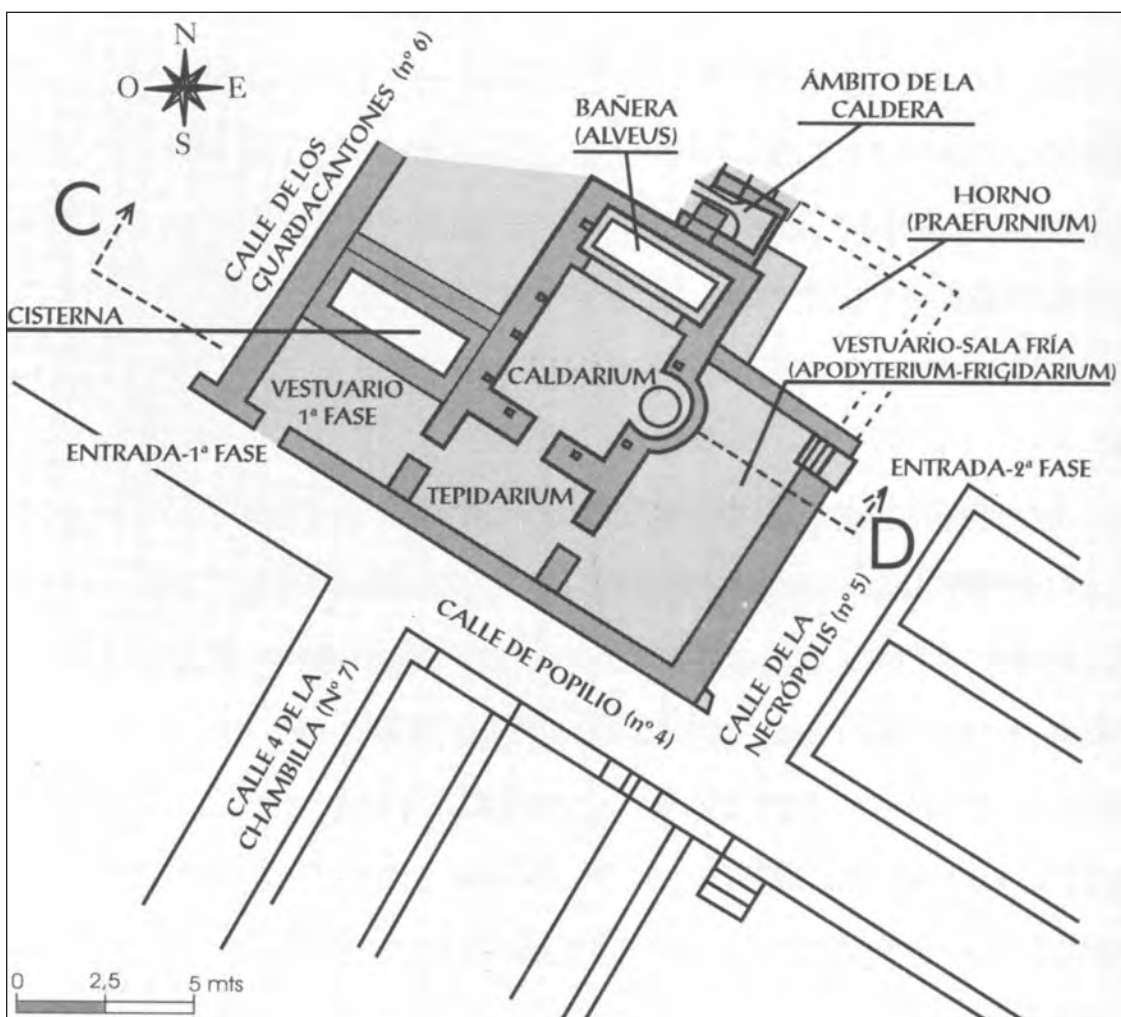 N
O
E
S
CALLE DE LOS
GUARDACANTONES (nº 6)
BAÑERA
(ALVEUS)
ÁMBITO DE LA
CALDERA
HORNO
(PRAEFURNIUM)
C
CISTERNA
VESTUARIO-SALA FRÍA
(APODYTERIUM-FRIGIDARIUM)
CALDARIUM
VESTUARIO
1ª FASE
ENTRADA-1ª FASE
TEPIDARIUM
ENTRADA-2ª FASE
D
CALLE DE POPILIO (nº 4)
CALLE DE LA
NECRÓPOLIS (nº 5)
CALLE 4 DE LA
CHAMBILLA (Nº 7)
0 2,5 5 mts